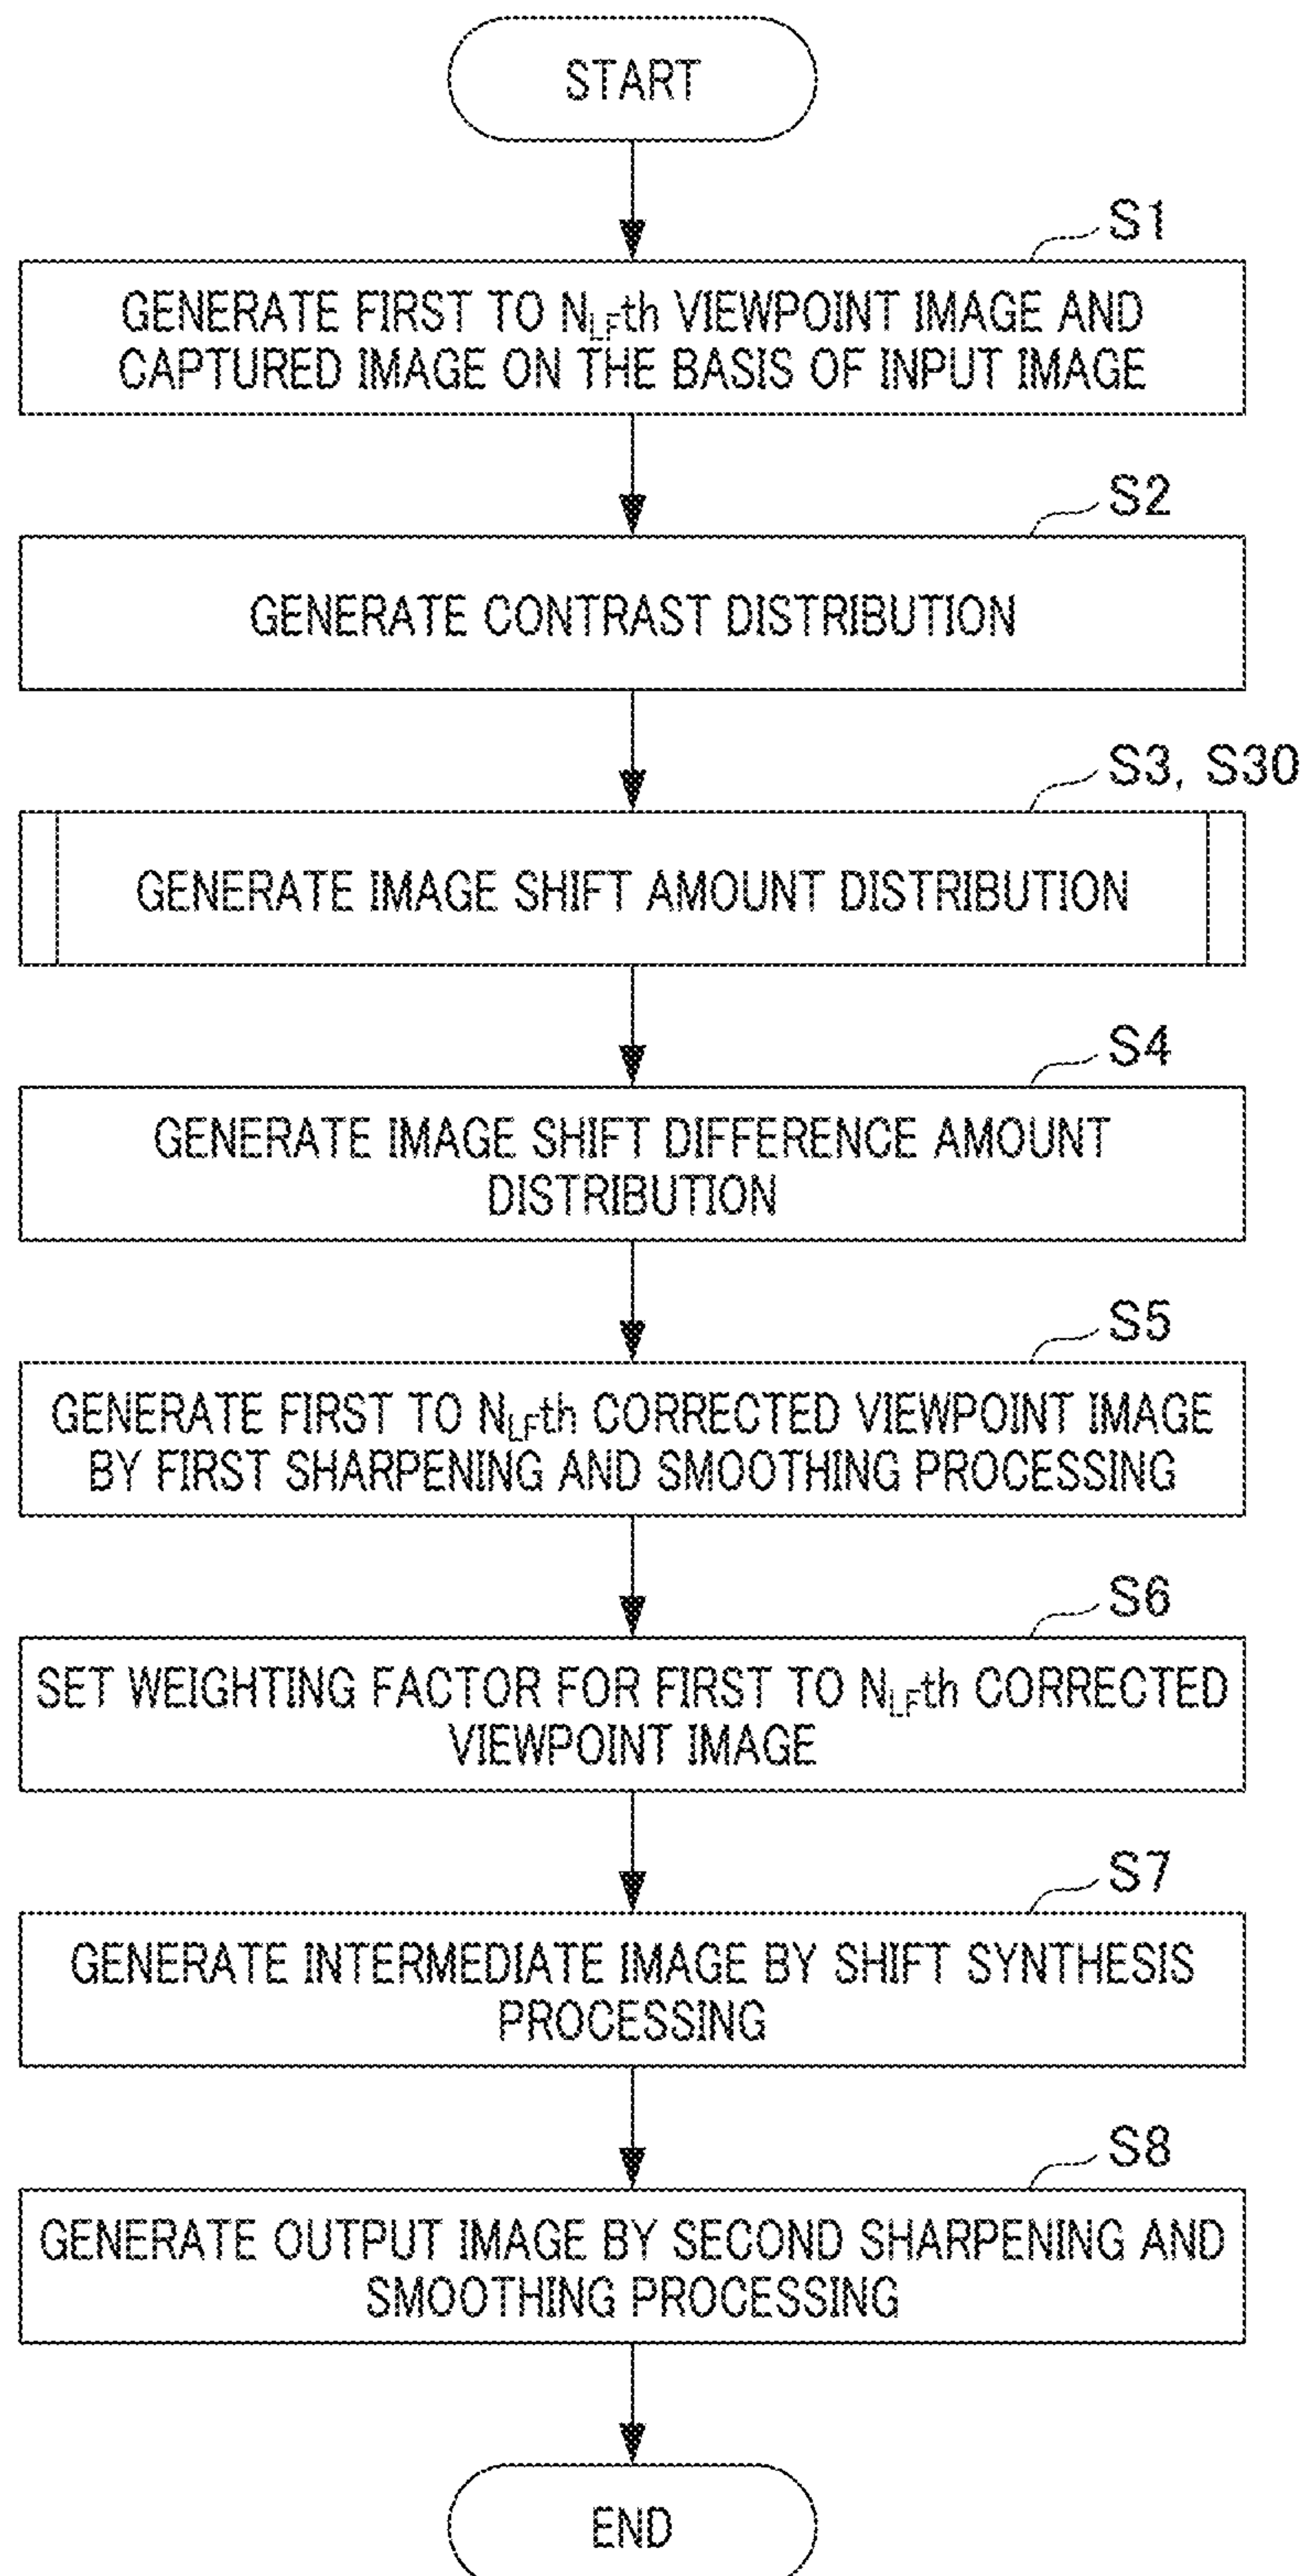 START
S1
GENERATE FIRST TO NLFth VIEWPOINT IMAGE AND
CAPTURED IMAGE ON THE BASIS OF INPUT IMAGE
S2
GENERATE CONTRAST DISTRIBUTION
S3, S30
GENERATE IMAGE SHIFT AMOUNT DISTRIBUTION
S4
GENERATE IMAGE SHIFT DIFFERENCE AMOUNT
DISTRIBUTION
S5
GENERATE FIRST TO NLFth CORRECTED VIEWPOINT IMAGE
BY FIRST SHARPENING AND SMOOTHING PROCESSING
S6
SET WEIGHTING FACTOR FOR FIRST TO NLFth CORRECTED
VIEWPOINT IMAGE
S7
GENERATE INTERMEDIATE IMAGE BY SHIFT SYNTHESIS
PROCESSING
S8
GENERATE OUTPUT IMAGE BY SECOND SHARPENING AND
SMOOTHING PROCESSING
END